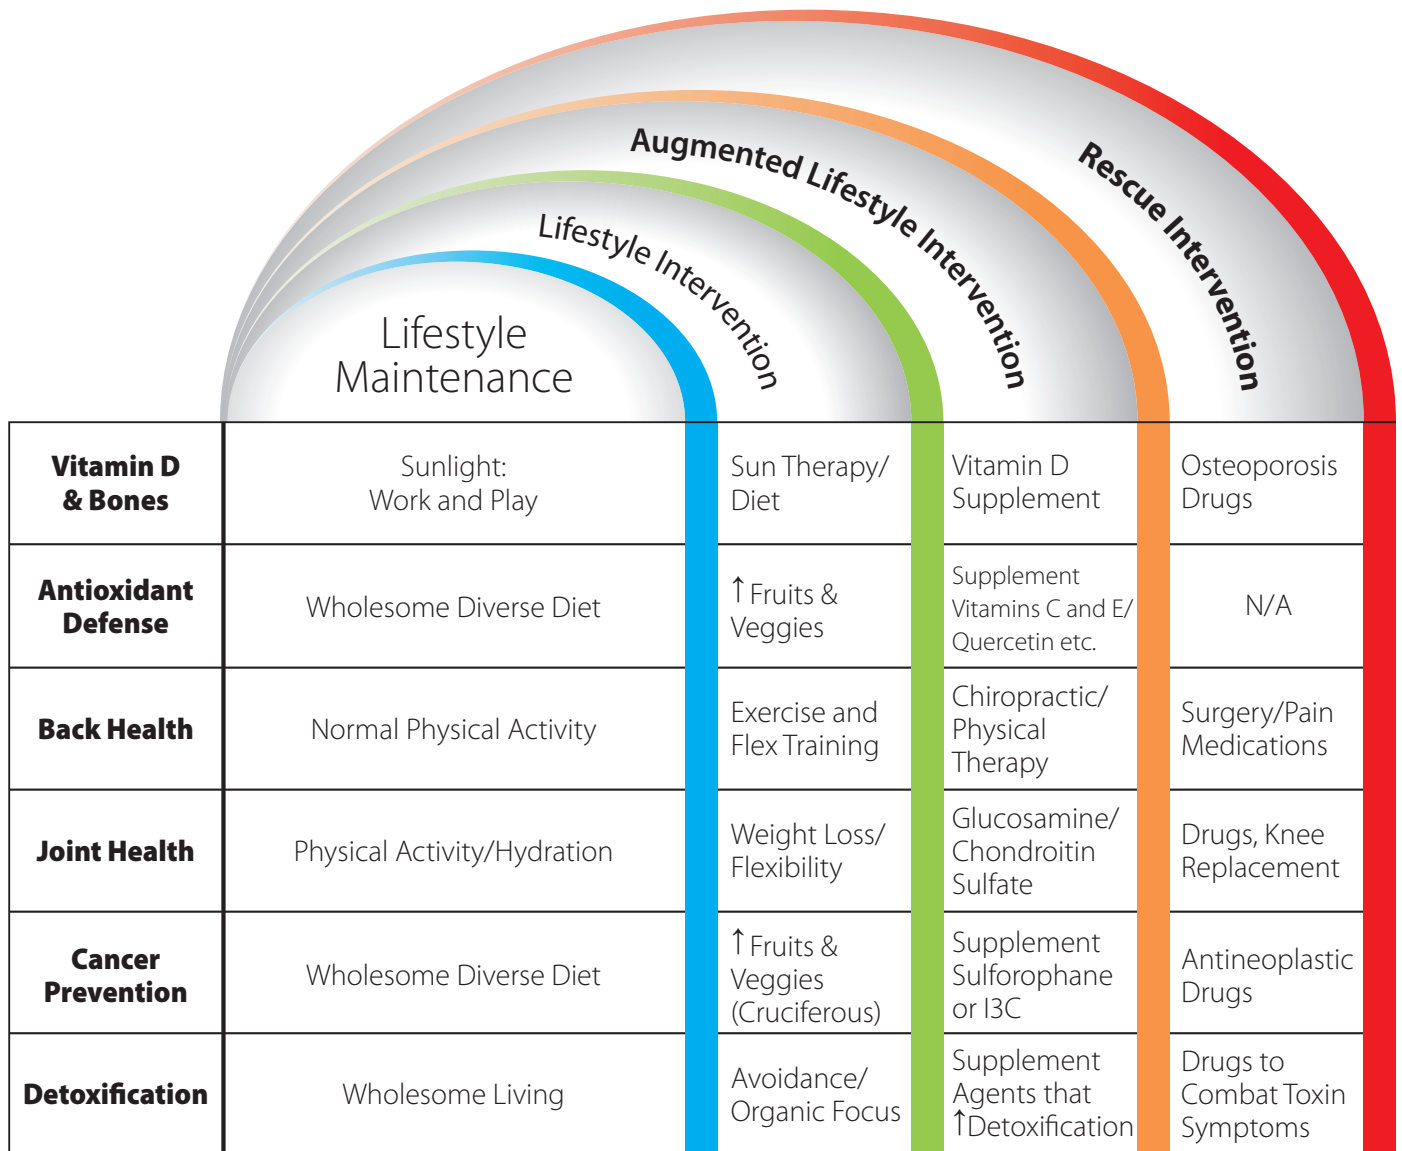 Rescue Intervention
Augmented Lifestyle Intervention
Lifestyle Intervention
Lifestyle
Maintenance
Vitamin D
& Bones
Sunlight:
Work and Play
Sun Therapy/
Diet
Vitamin D
Supplement
Osteoporosis
Drugs
Antioxidant
Defense
Wholesome Diverse Diet
↑Fruits &
Veggies
Supplement
Vitamins C and E/
Quercetin etc.
N/A
Back Health
Normal Physical Activity
Exercise and
Flex Training
Chiropractic/
Physical
Therapy
Surgery/Pain
Medications
Joint Health
Physical Activity/Hydration
Weight Loss/
Flexibility
Glucosamine/
Chondroitin
Sulfate
Drugs, Knee
Replacement
Cancer
Prevention
Wholesome Diverse Diet
↑Fruits &
Veggies
(Cruciferous)
Supplement
Sulforophane
or I3C
Antineoplastic
Drugs
Detoxification
Wholesome Living
Avoidance/
Organic Focus
Supplement
Agents that
↑Detoxification
Drugs to
Combat Toxin
Symptoms